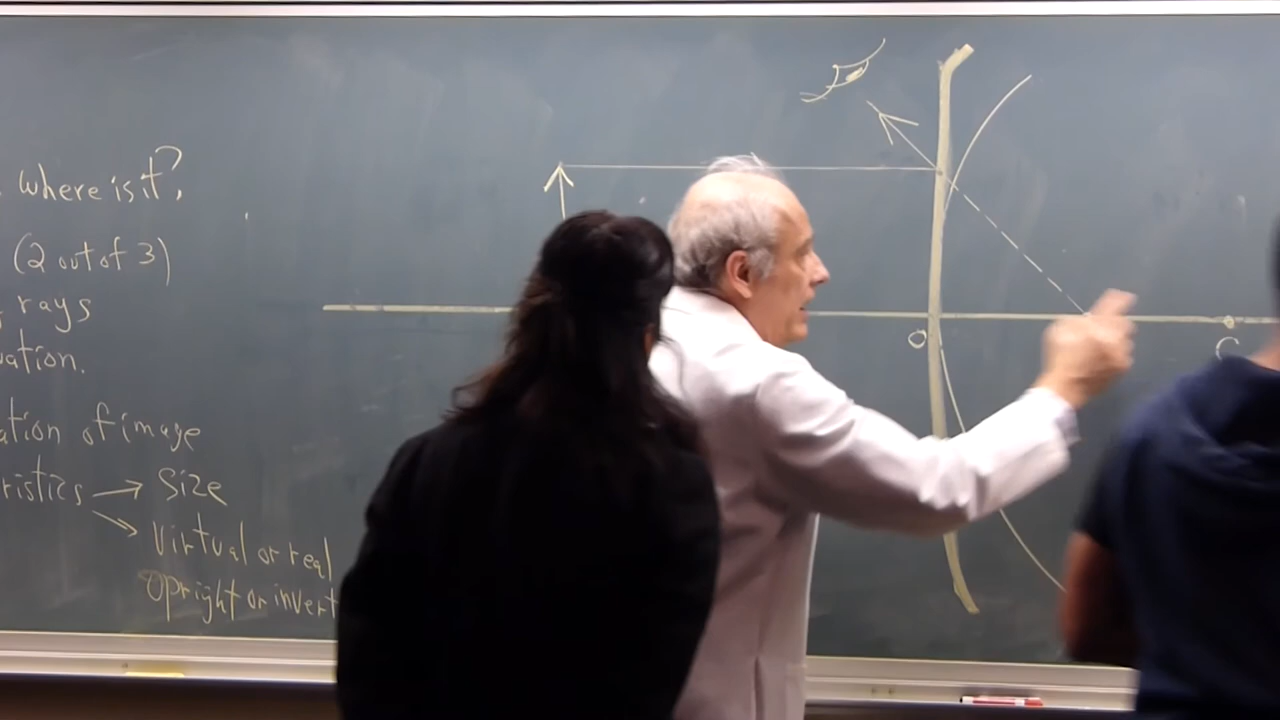 where is it?
(2 out of 3)
rays
ation.
ation of image
ristics → Size
Virtual or real
Upright or invert
O
C